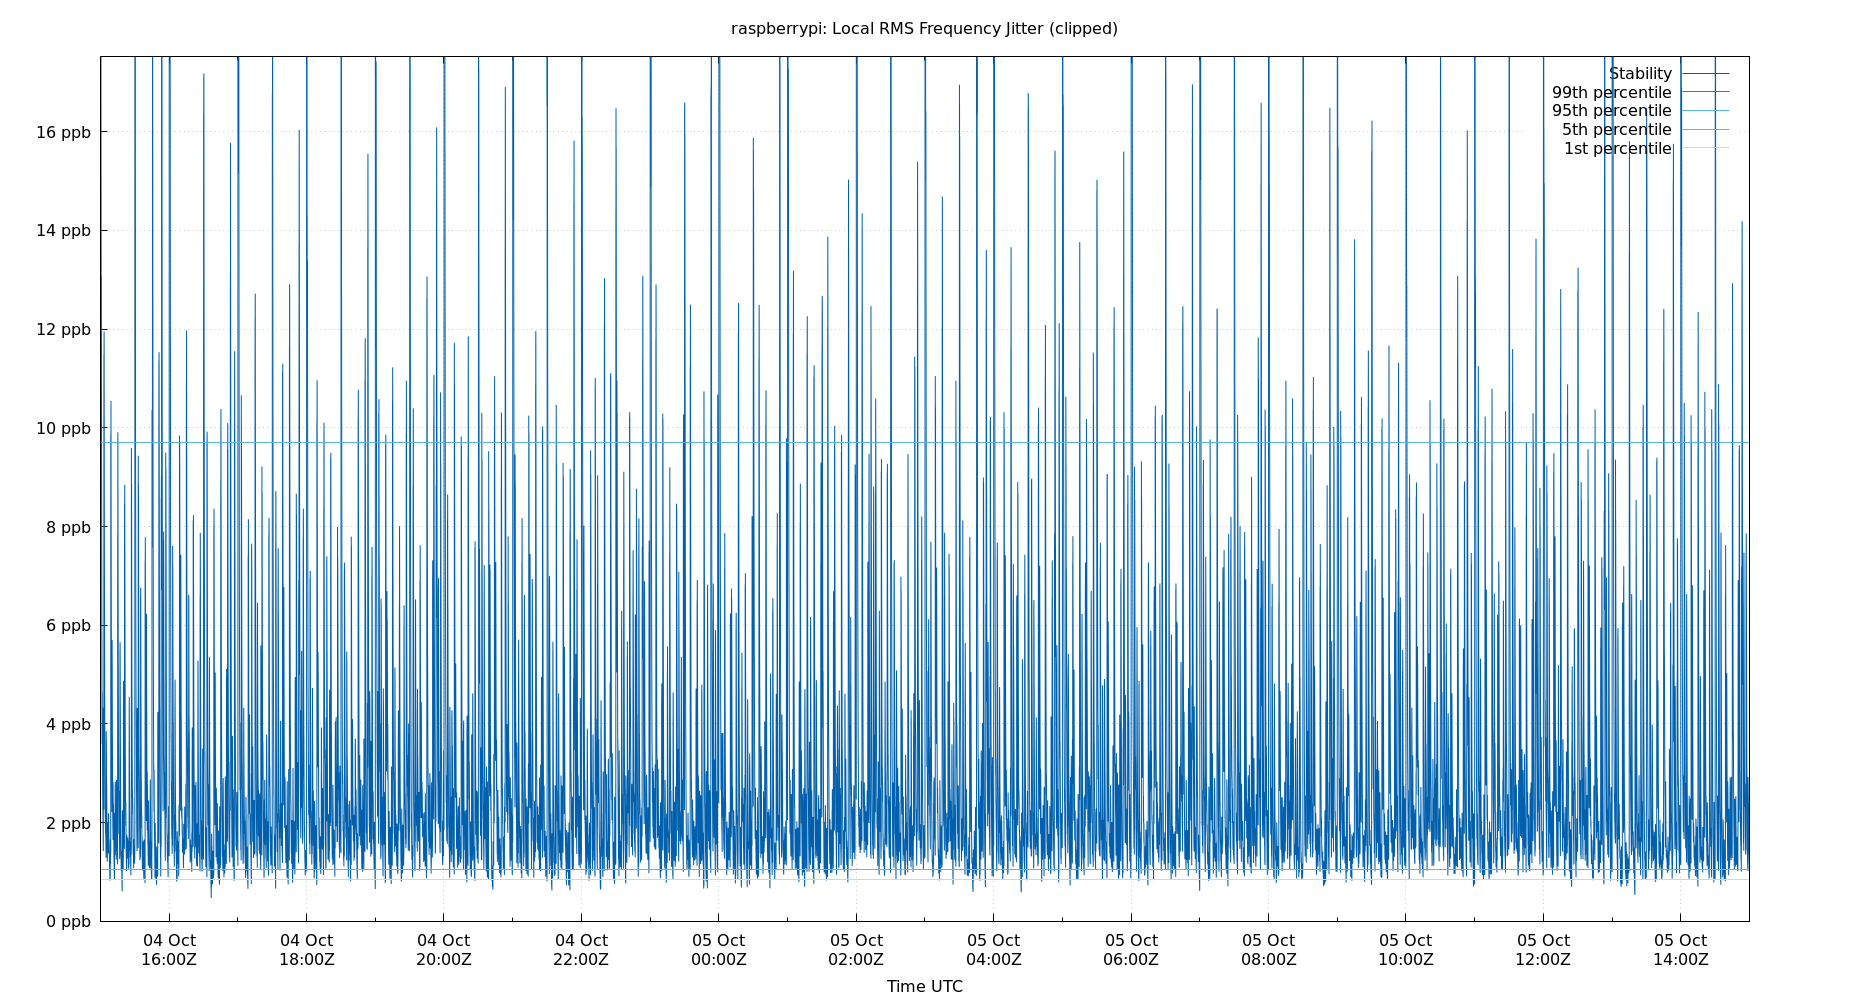 raspberrypi: Local RMS Frequency Jitter (clipped)
Stability
99th percentile
95th percentile
5th percentile
1st percentile
16 ppb
14 ppb
12 ppb
10 ppb
8 ppb
6 ppb
4 ppb
2 ppb
0 ppb
04 Oct 04 Oct 04 Oct 04 Oct 05 Oct 05 Oct 05 Oct 05 Oct 05 Oct 05 Oct 05 Oct 05 Oct
16:00Z 18:00Z 20:00Z 22:00Z 00:00Z 02:00Z 04:00Z 06:00Z 08:00Z 10:00Z 12:00Z 14:00Z
Time UTC